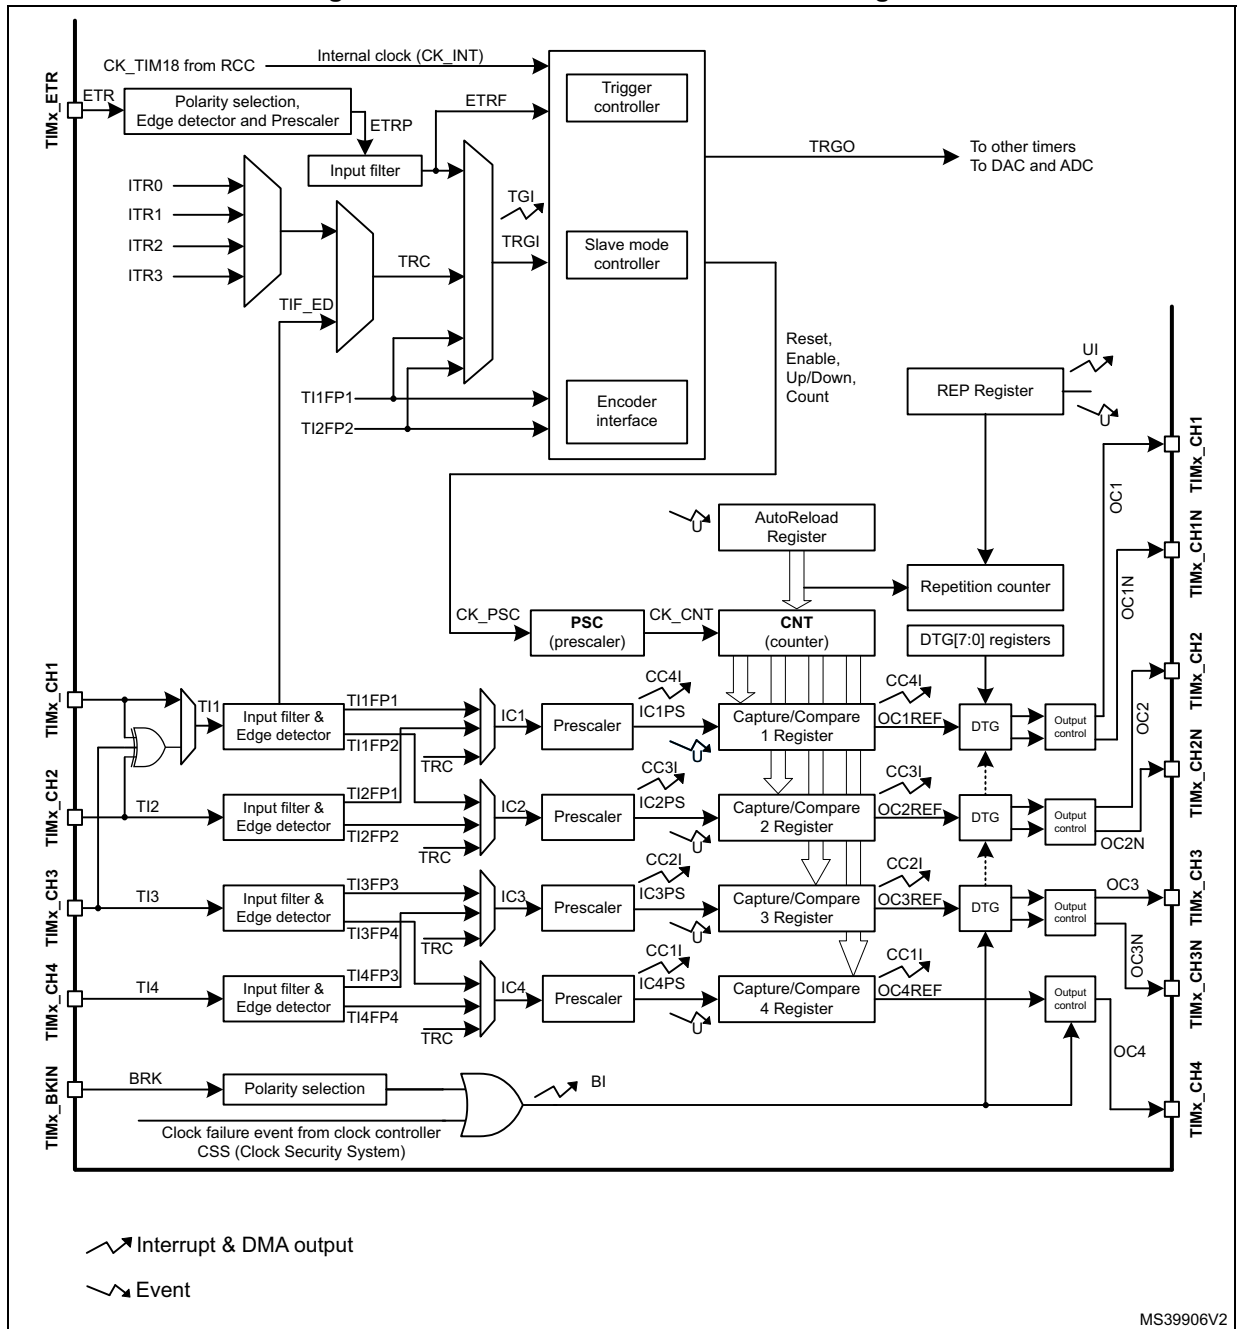 TIMx_ETR
CK_TIM18 from RCC
Internal clock (CK_INT)
ETR
Polarity selection,
Edge detector and Prescaler
ETRP
ETRF
Input filter
Trigger
controller
TRGO
To other timers
To DAC and ADC
ITR0
ITR1
ITR2
ITR3
TGI
TRGI
TRC
TIF_ED
Slave mode
controller
Reset,
Enable,
Up/Down,
Count
TI1FP1
TI2FP2
Encoder
interface
UI
REP Register
U
TIMx_CH1
OC1
U
AutoReload
Register
TIMx_CH1N
OC1N
Repetition counter
CK_PSC
PSC
(prescaler)
CK_CNT
CNT
(counter)
DTG[7:0] registers
TIMx_CH1
TI1
Input filter &
Edge detector
TI1FP1
TI1FP2
TRC
IC1
Prescaler
CC4I
IC1PS
U
Capture/Compare
1 Register
CC4I
OC1REF
DTG
Output
control
TIMx_CH2
OC2
TIMx_CH2
TI2
Input filter &
Edge detector
TI2FP1
TI2FP2
TRC
IC2
Prescaler
CC3I
IC2PS
U
Capture/Compare
2 Register
CC3I
OC2REF
DTG
Output
control
OC2N
TIMx_CH2N
TIMx_CH3
TI3
Input filter &
Edge detector
TI3FP3
TI3FP4
TRC
IC3
Prescaler
CC2I
IC3PS
U
Capture/Compare
3 Register
CC2I
OC3REF
DTG
Output
control
OC3
OC3N
TIMx_CH3
TIMx_CH3N
TIMx_CH4
TI4
Input filter &
Edge detector
TI4FP3
TI4FP4
TRC
IC4
Prescaler
CC1I
IC4PS
U
Capture/Compare
4 Register
CC1I
OC4REF
Output
control
OC4
TIMx_CH4
TIMx_BKIN
BRK
Polarity selection
BI
Clock failure event from clock controller
CSS (Clock Security System)
Interrupt & DMA output
Event
MS39906V2